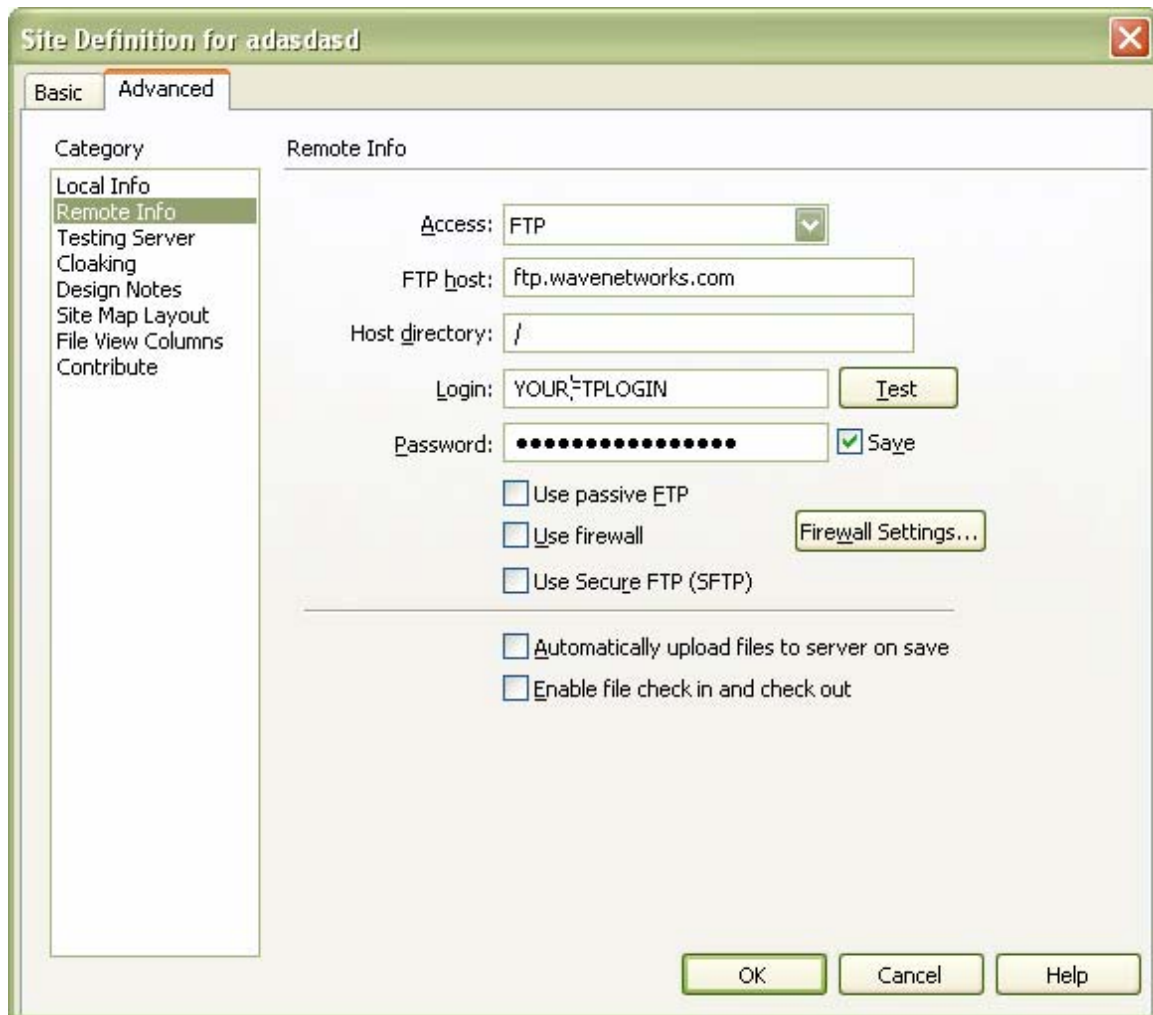 Site Definition for adasdasd
Basic
Advanced
Category
Local Info
Remote Info
Testing Server
Cloaking
Design Notes
Site Map Layout
File View Columns
Contribute
Remote Info
Access: FTP
FTP host: ftp.wavenetworks.com
Host directory: /
Login: YOURFTPLOGIN Test
Password: •••••••••••••••• Save
Use passive FTP
Use firewall Firewall Settings...
Use Secure FTP (SFTP)
Automatically upload files to server on save
Enable file check in and check out
OK Cancel Help